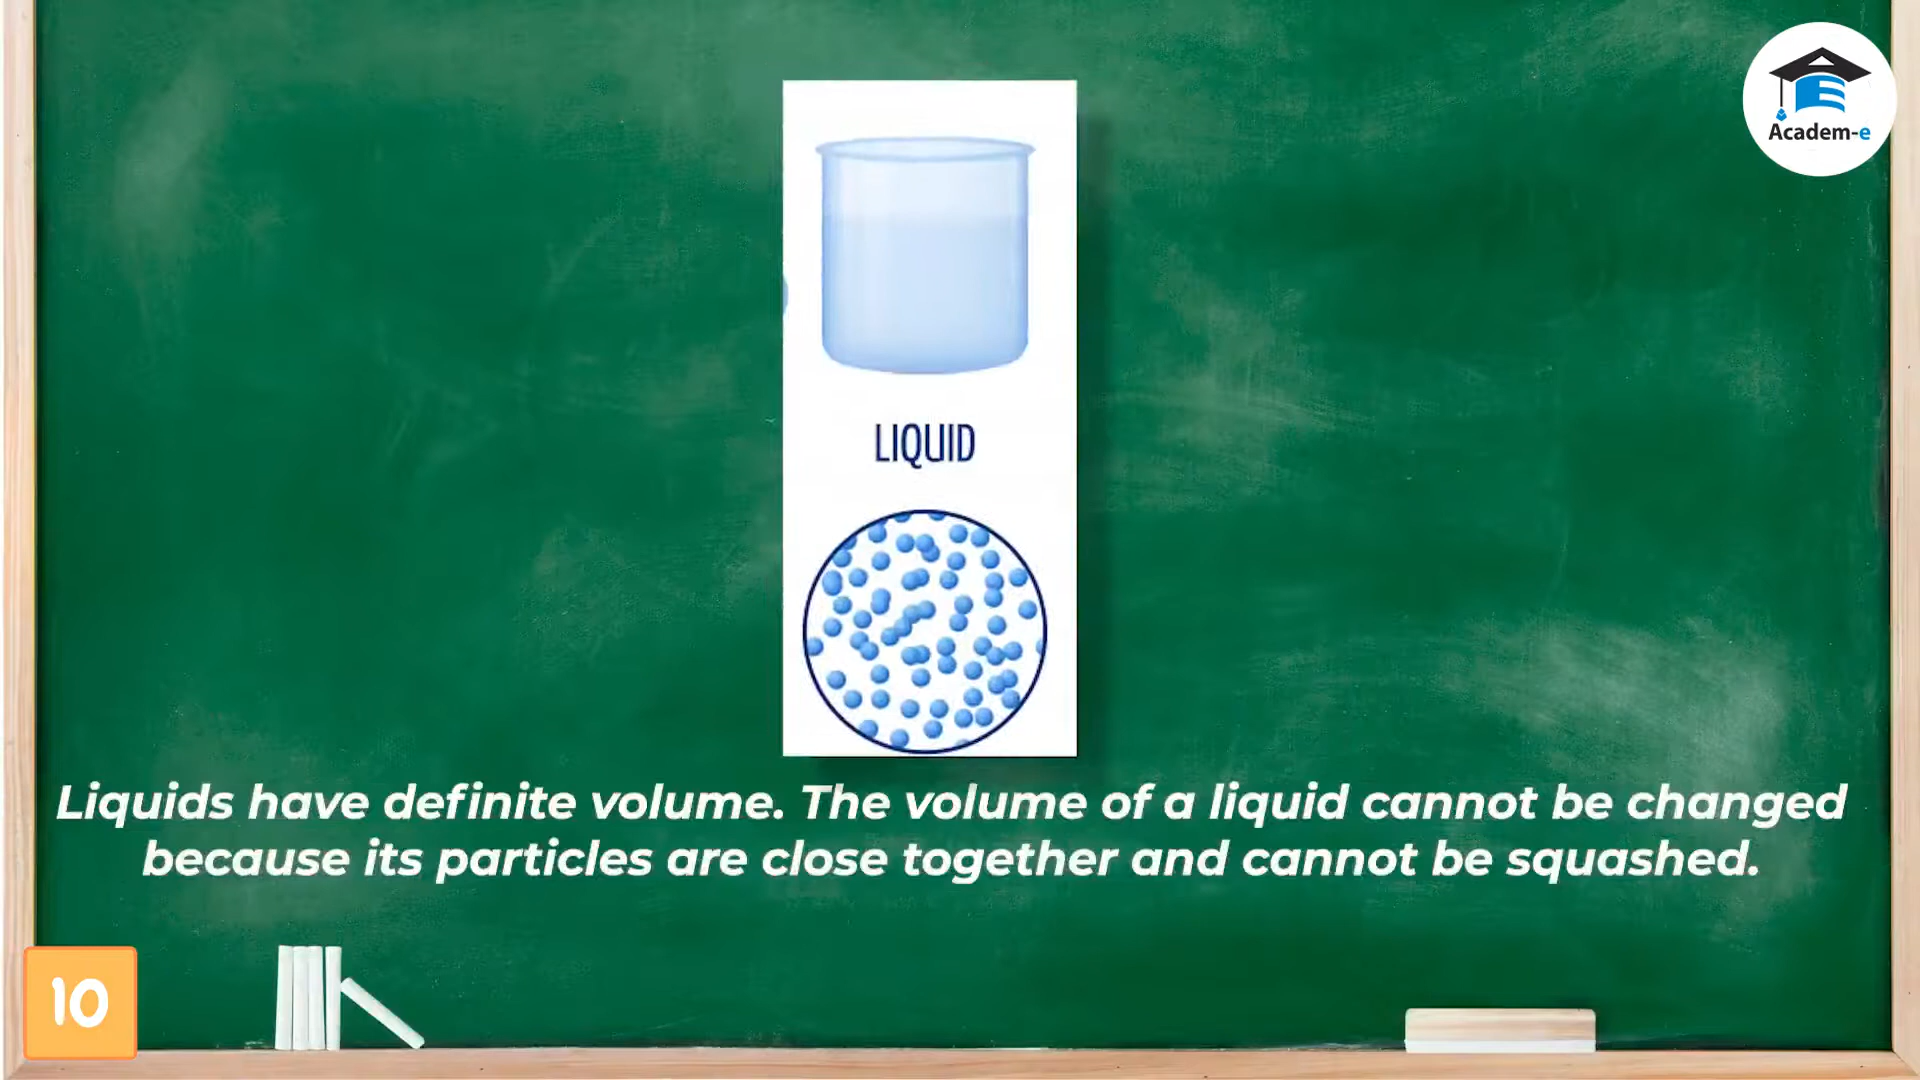 Academ-e
LIQUID
Liquids have definite volume. The volume of a liquid cannot be changed
because its particles are close together and cannot be squashed.
10